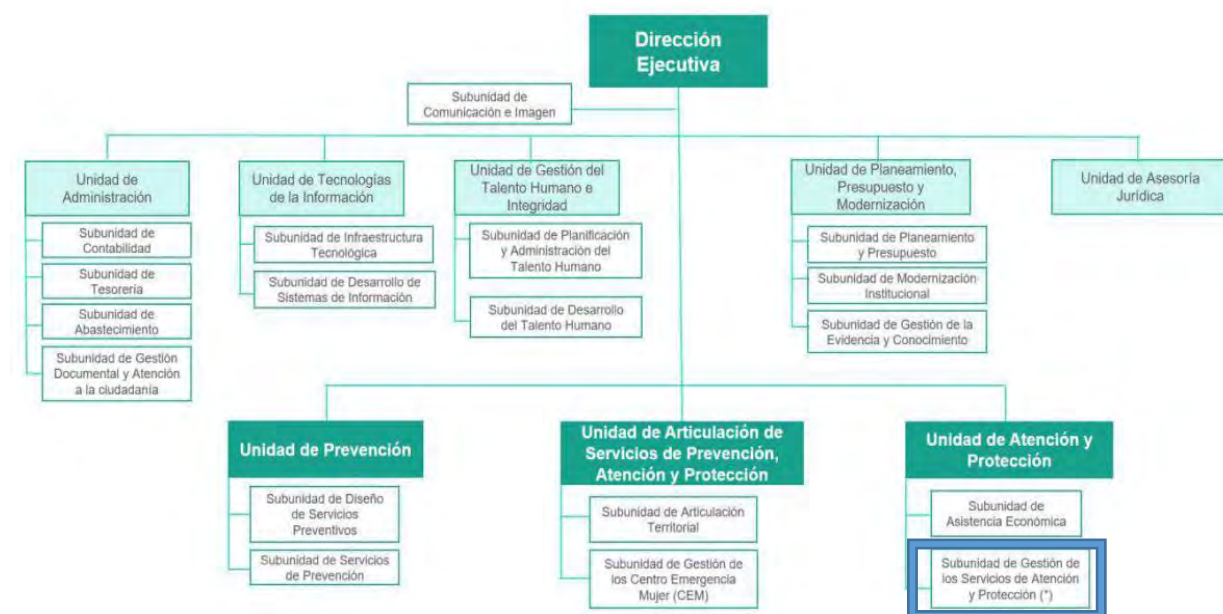 Dirección
Ejecutiva
Subunidad de
Comunicación e Imagen
Unidad de
Administración
Subunidad de
Contabilidad
Subunidad de
Tesorería
Subunidad de
Abastecimiento
Subunidad de Gestión
Documental y Atención
a la ciudadanía
Unidad de Tecnologías
de la Información
Subunidad de Infraestructura
Tecnológica
Subunidad de Desarrollo de
Sistemas de Información
Unidad de Gestión del
Talento Humano e
Integridad
Subunidad de Planificación
y Administración del
Talento Humano
Subunidad de Desarrollo
del Talento Humano
Unidad de Planeamiento,
Presupuesto y
Modernización
Subunidad de Planeamiento
y Presupuesto
Subunidad de Modernización
Institucional
Subunidad de Gestión de la
Evidencia y Conocimiento
Unidad de Asesoría
Jurídica
Unidad de Prevención
Subunidad de Diseño
de Servicios
Preventivos
Subunidad de Servicios
de Prevención
Unidad de Articulación de
Servicios de Prevención,
Atención y Protección
Subunidad de Articulación
Territorial
Subunidad de Gestión de
los Centro Emergencia
Mujer (CEM)
Unidad de Atención y
Protección
Subunidad de
Asistencia Económica
Subunidad de Gestión de
los Servicios de Atención
y Protección (*)